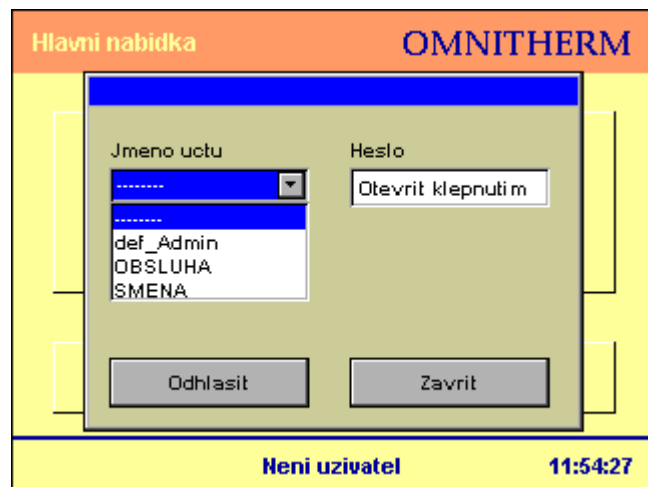 Hlavni nabidka
OMNITHERM
Jmeno uctu
Heslo
--------
Otevrit klepnutim
--------
def_Admin
OBSLUHA
SMENA
Odhlasit
Zavrit
Neni uzivatel
11:54:27